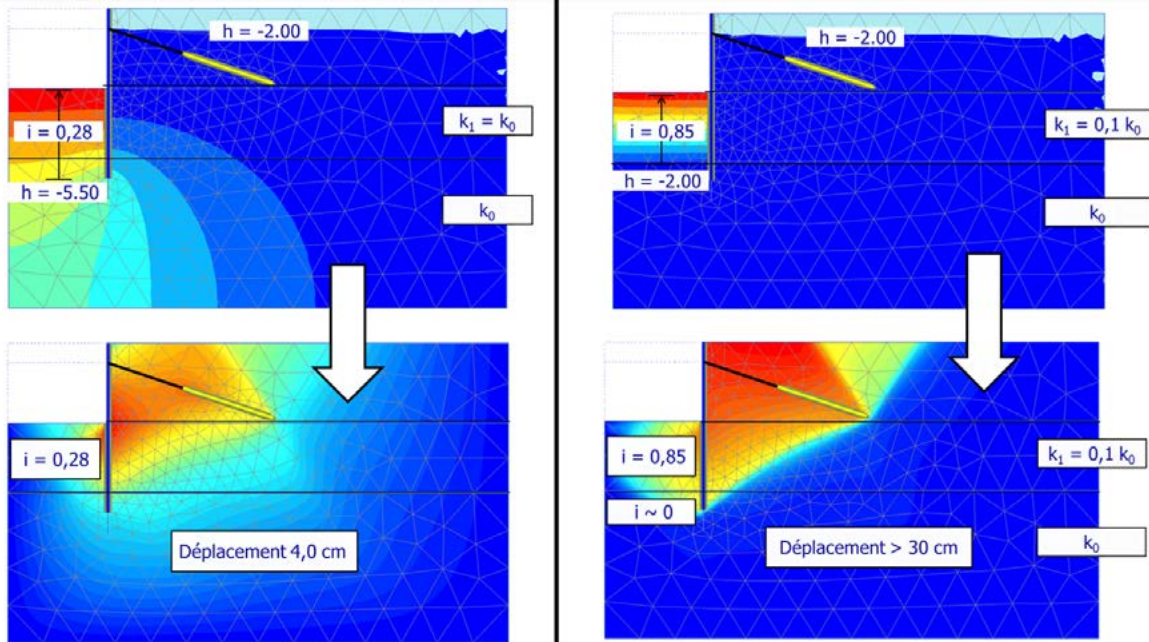 h = -2.00
i = 0,28
h = -5.50
k₁ = k₀
k₀
i = 0,28
Déplacement 4,0 cm
h = -2.00
i = 0,85
h = -2.00
k₁ = 0,1 k₀
k₀
i = 0,85
i ~ 0
Déplacement > 30 cm
k₁ = 0,1 k₀
k₀